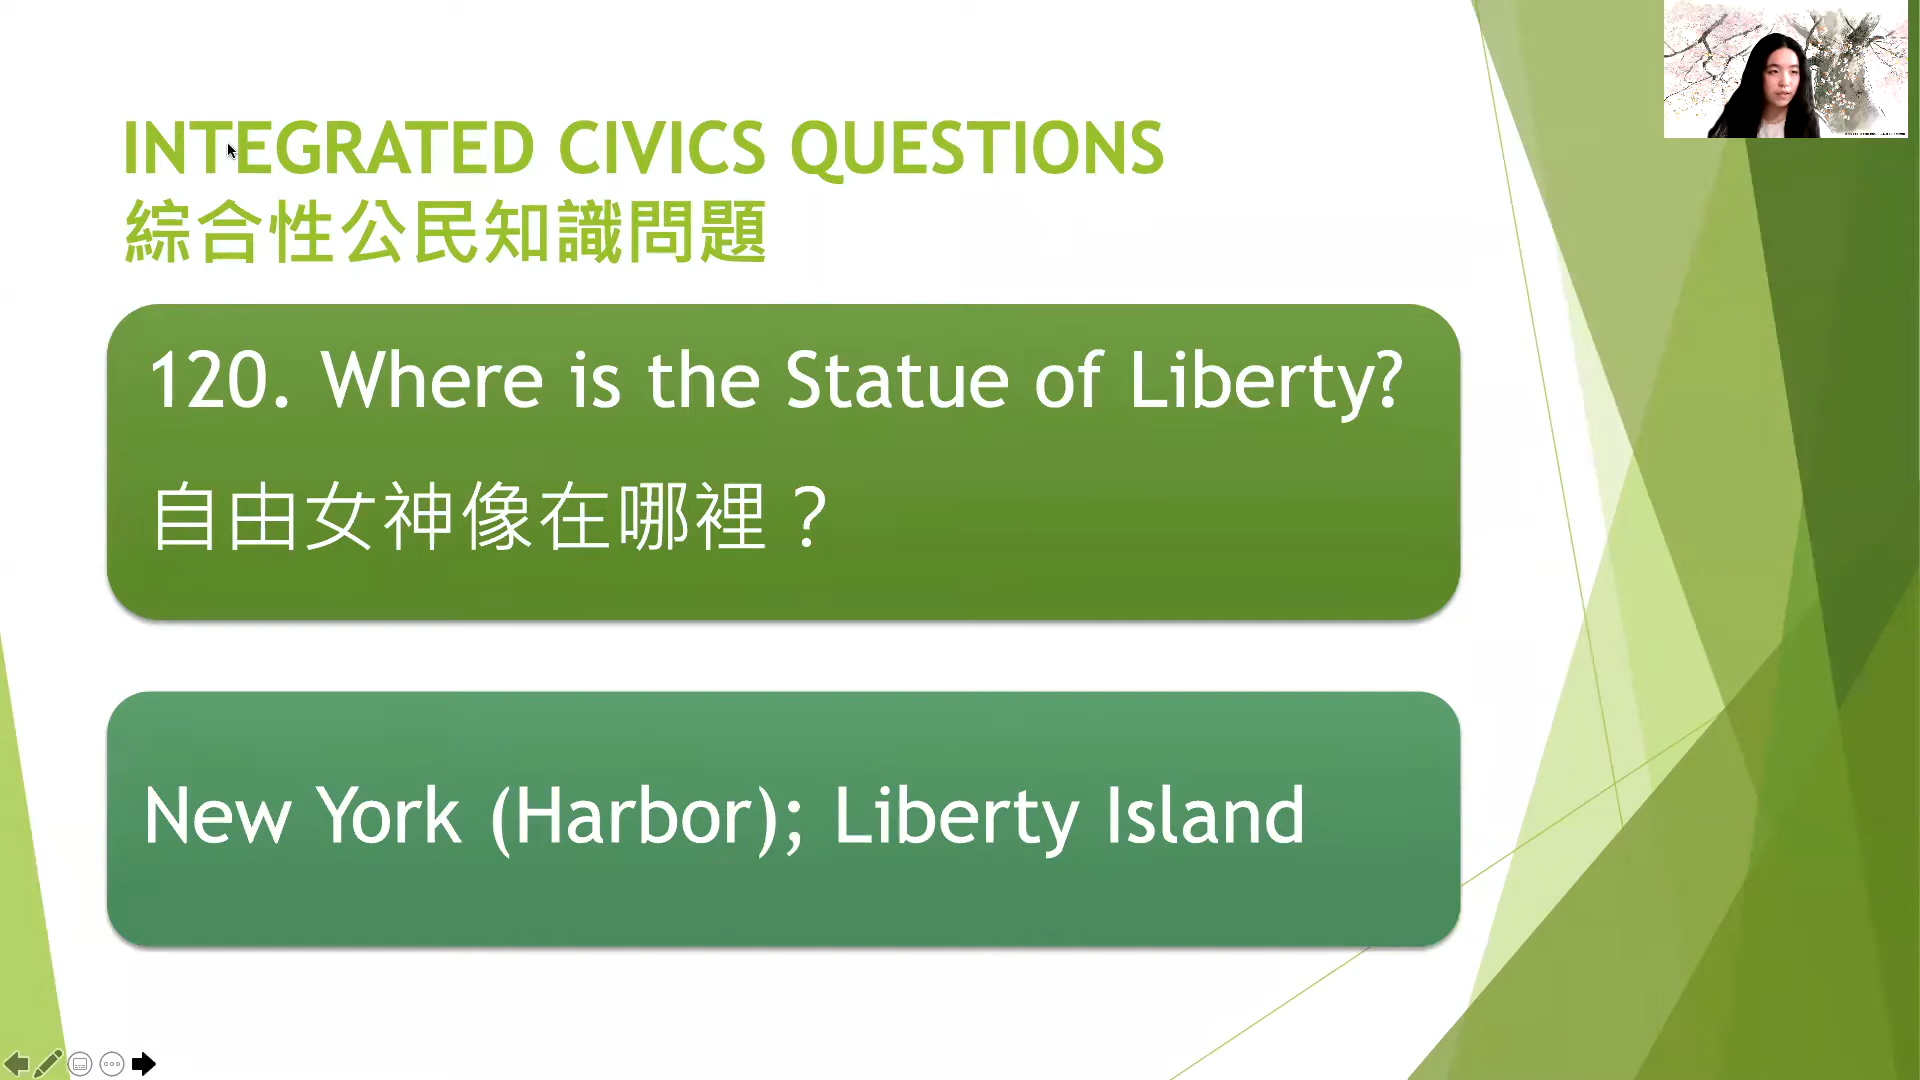 INTEGRATED CIVICS QUESTIONS
綜合性公民知識問題
120. Where is the Statue of Liberty?
自由女神像在哪裡？
New York (Harbor); Liberty Island